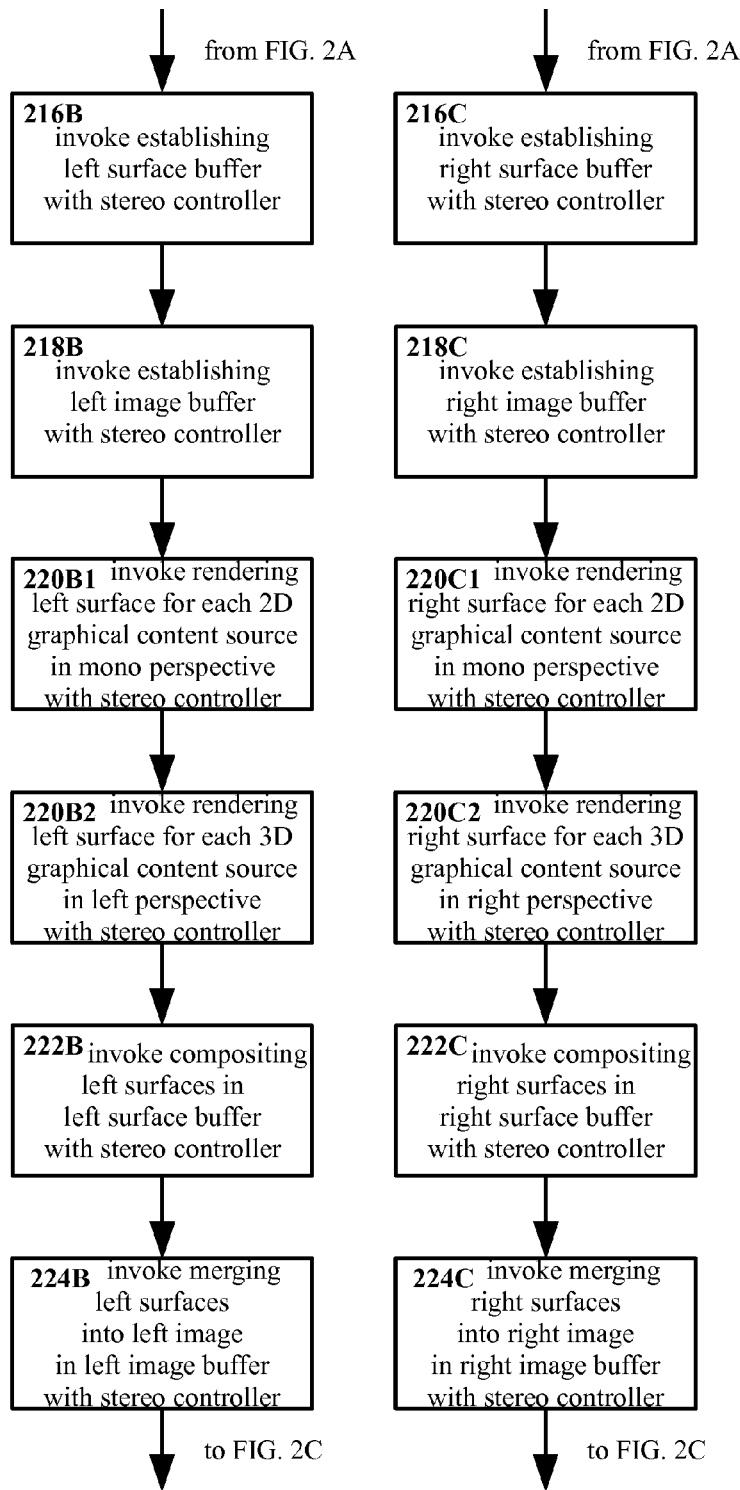 from FIG. 2A
216B
invoke establishing
left surface buffer
with stereo controller
218B
invoke establishing
left image buffer
with stereo controller
220B1 invoke rendering
left surface for each 2D
graphical content source
in mono perspective
with stereo controller
220B2 invoke rendering
left surface for each 3D
graphical content source
in left perspective
with stereo controller
222B invoke compositing
left surfaces in
left surface buffer
with stereo controller
224B invoke merging
left surfaces
into left image
in left image buffer
with stereo controller
to FIG. 2C
from FIG. 2A
216C
invoke establishing
right surface buffer
with stereo controller
218C
invoke establishing
right image buffer
with stereo controller
220C1 invoke rendering
right surface for each 2D
graphical content source
in mono perspective
with stereo controller
220C2 invoke rendering
right surface for each 3D
graphical content source
in right perspective
with stereo controller
222C invoke compositing
right surfaces in
right surface buffer
with stereo controller
224C invoke merging
right surfaces
into right image
in right image buffer
with stereo controller
to FIG. 2C